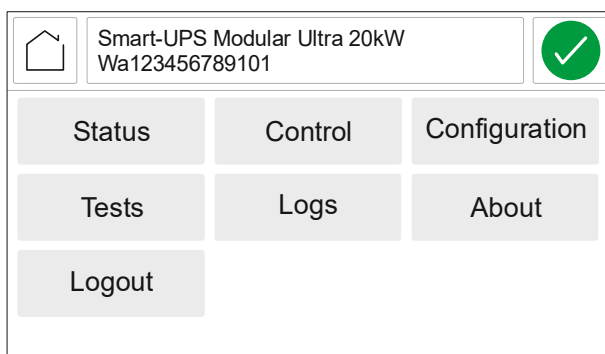 Smart-UPS Modular Ultra 20kW
Wa123456789101
Status Control Configuration
Tests Logs About
Logout